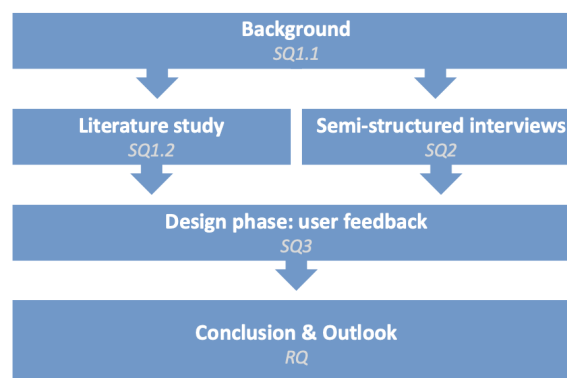 Background
SQ1.1
Literature study
SQ1.2
Semi-structured interviews
SQ2
Design phase: user feedback
SQ3
Conclusion & Outlook
RQ